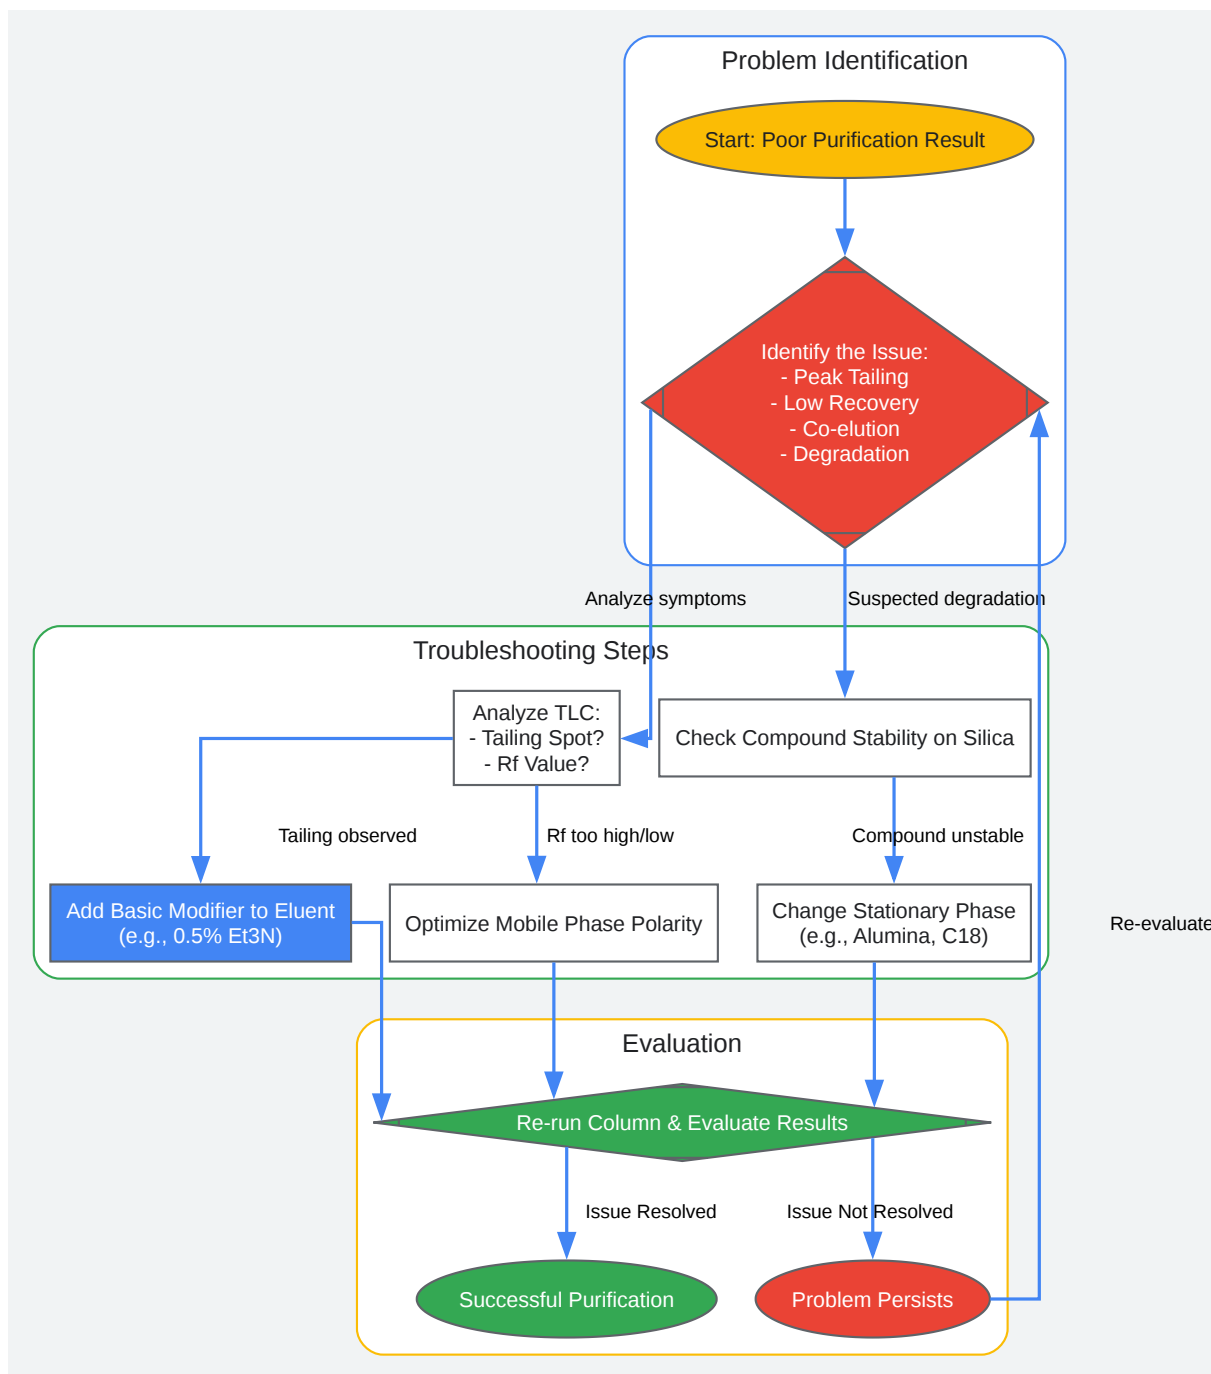 Problem Identification
Start: Poor Purification Result
Identify the Issue:
- Peak Tailing
- Low Recovery
- Co-elution
- Degradation
Analyze symptoms
Suspected degradation
Troubleshooting Steps
Analyze TLC:
- Tailing Spot?
- Rf Value?
Check Compound Stability on Silica
Tailing observed
Rf too high/low
Compound unstable
Add Basic Modifier to Eluent
(e.g., 0.5% Et3N)
Optimize Mobile Phase Polarity
Change Stationary Phase
(e.g., Alumina, C18)
Re-evaluate
Evaluation
Re-run Column & Evaluate Results
Issue Resolved
Issue Not Resolved
Successful Purification
Problem Persists